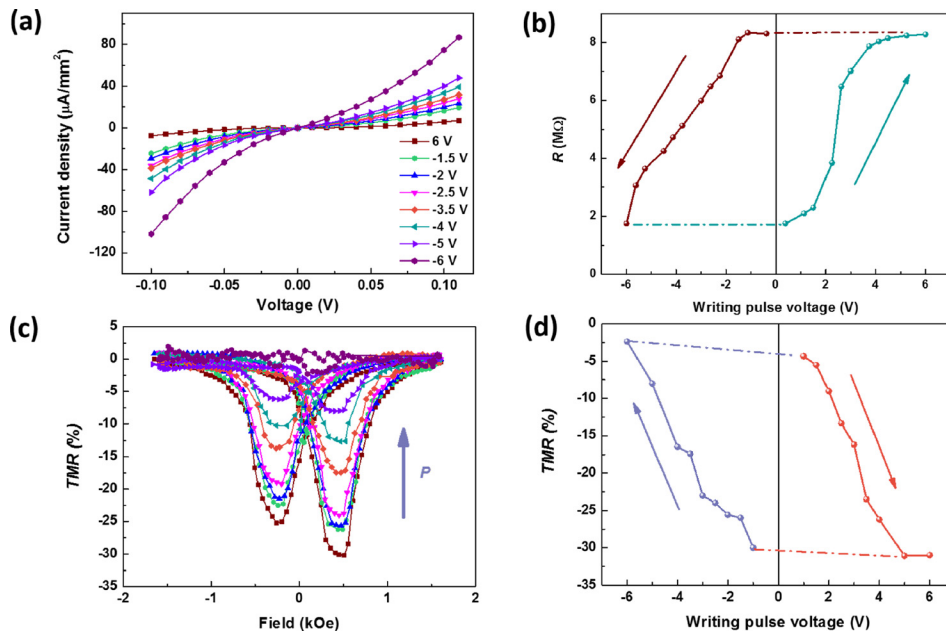 (a)
Current density (μA/mm²)
80
40
0
-40
-80
-120
6 V
-1.5 V
-2 V
-2.5 V
-3.5 V
-4 V
-5 V
-6 V
-0.10
-0.05
0.00
0.05
0.10
Voltage (V)
(b)
R (MΩ)
8
6
4
2
0
-6
-4
-2
0
2
4
6
Writing pulse voltage (V)
(c)
TMR (%)
5
0
-5
-10
-15
-20
-25
-30
-35
P
-2
-1
0
1
2
Field (kOe)
(d)
TMR (%)
0
-5
-10
-15
-20
-25
-30
-35
-6
-4
-2
0
2
4
6
Writing pulse voltage (V)